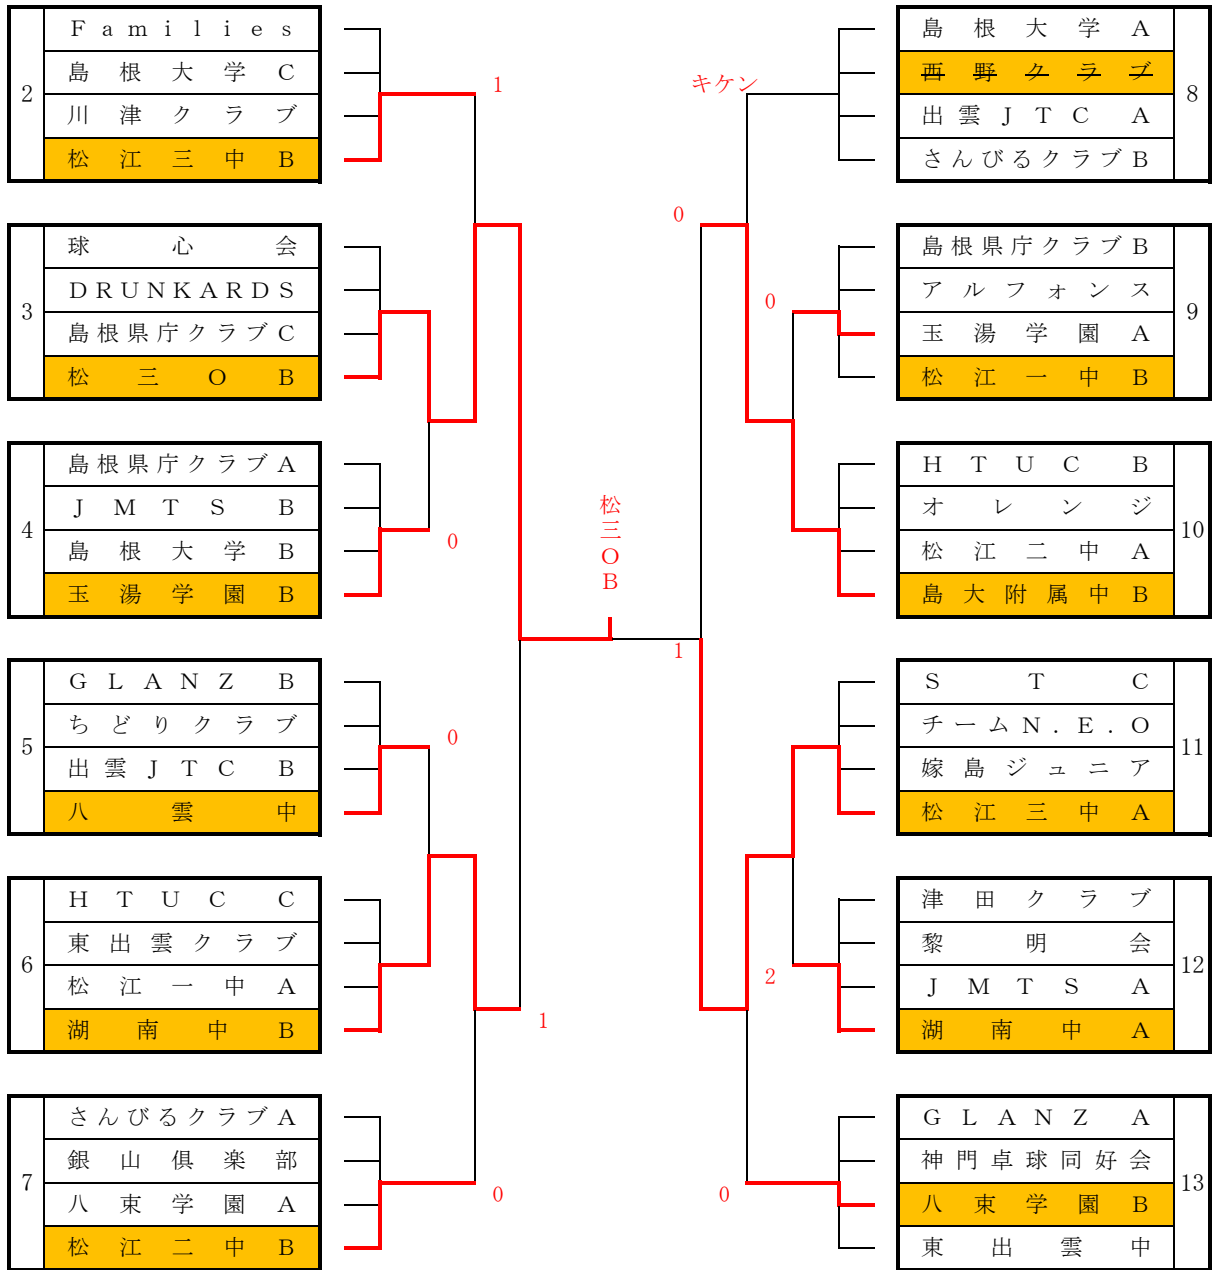 2
Families
島根大学C
川津クラブ
松江三中B
3
球心会
DRUNKARDS
島根県庁クラブC
松三OB
4
島根県庁クラブA
JMTS B
島根大学B
玉湯学園B
5
GLANZ B
ちどりクラブ
出雲JTC B
八雲中
6
HTUC C
東出雲クラブ
松江一中A
湖南中B
7
さんびるクラブA
銀山倶楽部
八束学園A
松江二中B
1
0
0
1
0
松三OB
キケン
0
0
1
2
0
島根大学A
西野クラブ
出雲JTC A
さんびるクラブB
8
島根県庁クラブB
アルフォンス
玉湯学園A
松江一中B
9
HTUC B
オレンジ
松江二中A
島大附属中B
10
STC
チームN.E.O
嫁島ジュニア
松江三中A
11
津田クラブ
黎明会
JMTS A
湖南中A
12
GLANZ A
神門卓球同好会
八束学園B
東出雲中
13